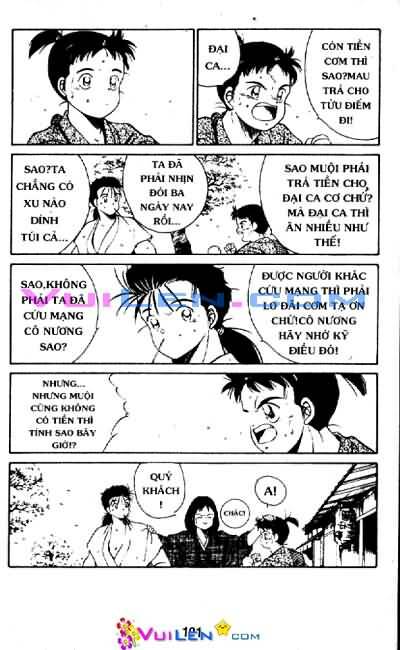 ĐẠI
CA...
CÒN TIỀN
CƠM THÌ
SAO?MAU
TRẢ CHO
TỬU ĐIẾM
ĐI!
SAO?TA
CHẲNG CÓ
XU NÀO
DÍNH
TÚI CẢ...
TA ĐÃ
PHẢI NHỊN
ĐÓI BA
NGÀY NAY
RỒI...
SAO MUỘI PHẢI
TRẢ TIỀN CHO
ĐẠI CA CƠ CHỨ?
MÀ ĐẠI CA THÌ
ĂN NHIỀU NHƯ
THẾ!
SAO,KHÔNG
PHẢI TA ĐÃ
CỨU MẠNG
CÔ NƯƠNG
SAO?
ĐƯỢC NGƯỜI KHÁC
CỨU MẠNG THÌ PHẢI
LO ĐÃI CƠM TẠ ƠN
CHỨ!CÔ NƯƠNG
HÃY NHỚ KỸ
ĐIỀU ĐÓ!
VUILEN.COM
NHƯNG...
NHƯNG MUỘI
CŨNG KHÔNG
CÓ TIỀN THÌ
TÍNH SAO BÂY
GIỜ!?
QUÝ
KHÁCH
!
CHÁC!
A!
191
VUILEN.COM